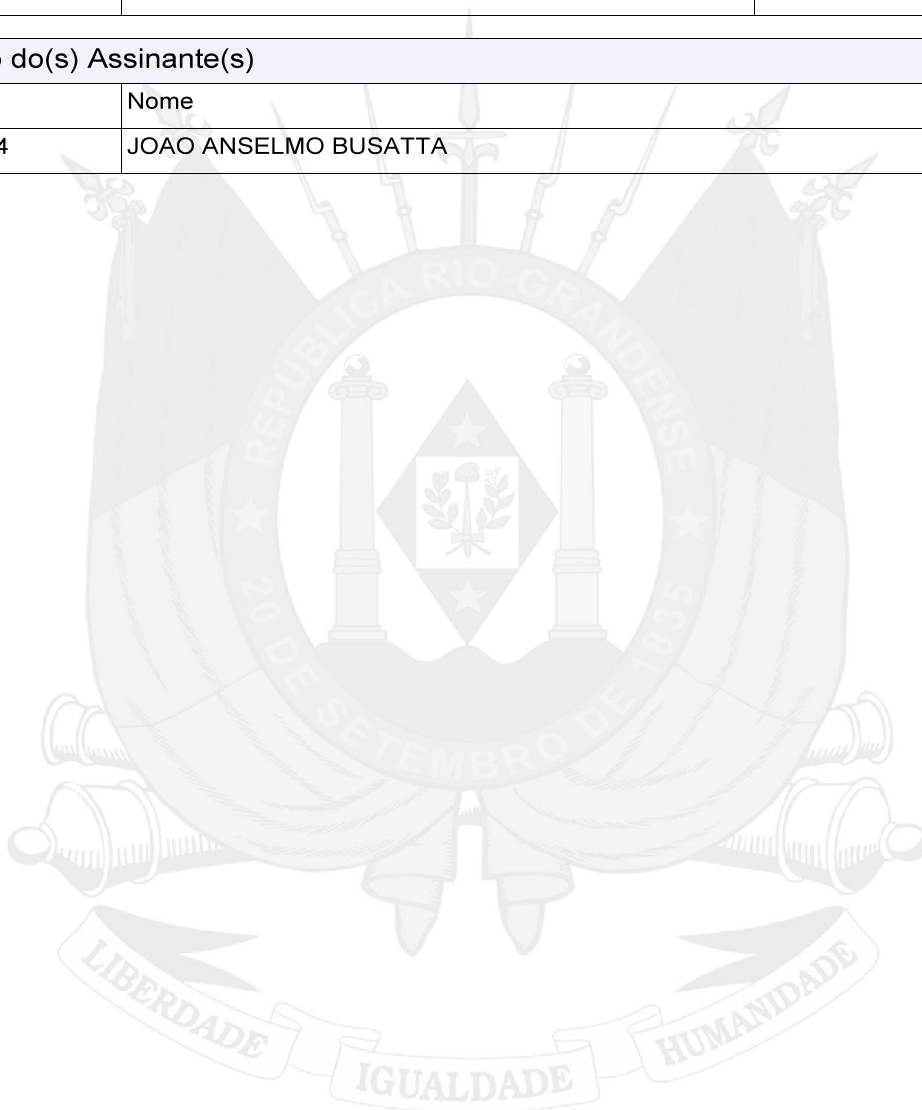 do(s) Assinante(s)
Nome
4
JOAO ANSELMO BUSATTA
REPÚBLICA RIO-GRANDENSE
★ 20 DE SETEMBRO DE 1835 ★
LIBERDADE
IGUALDADE
HUMANIDADE